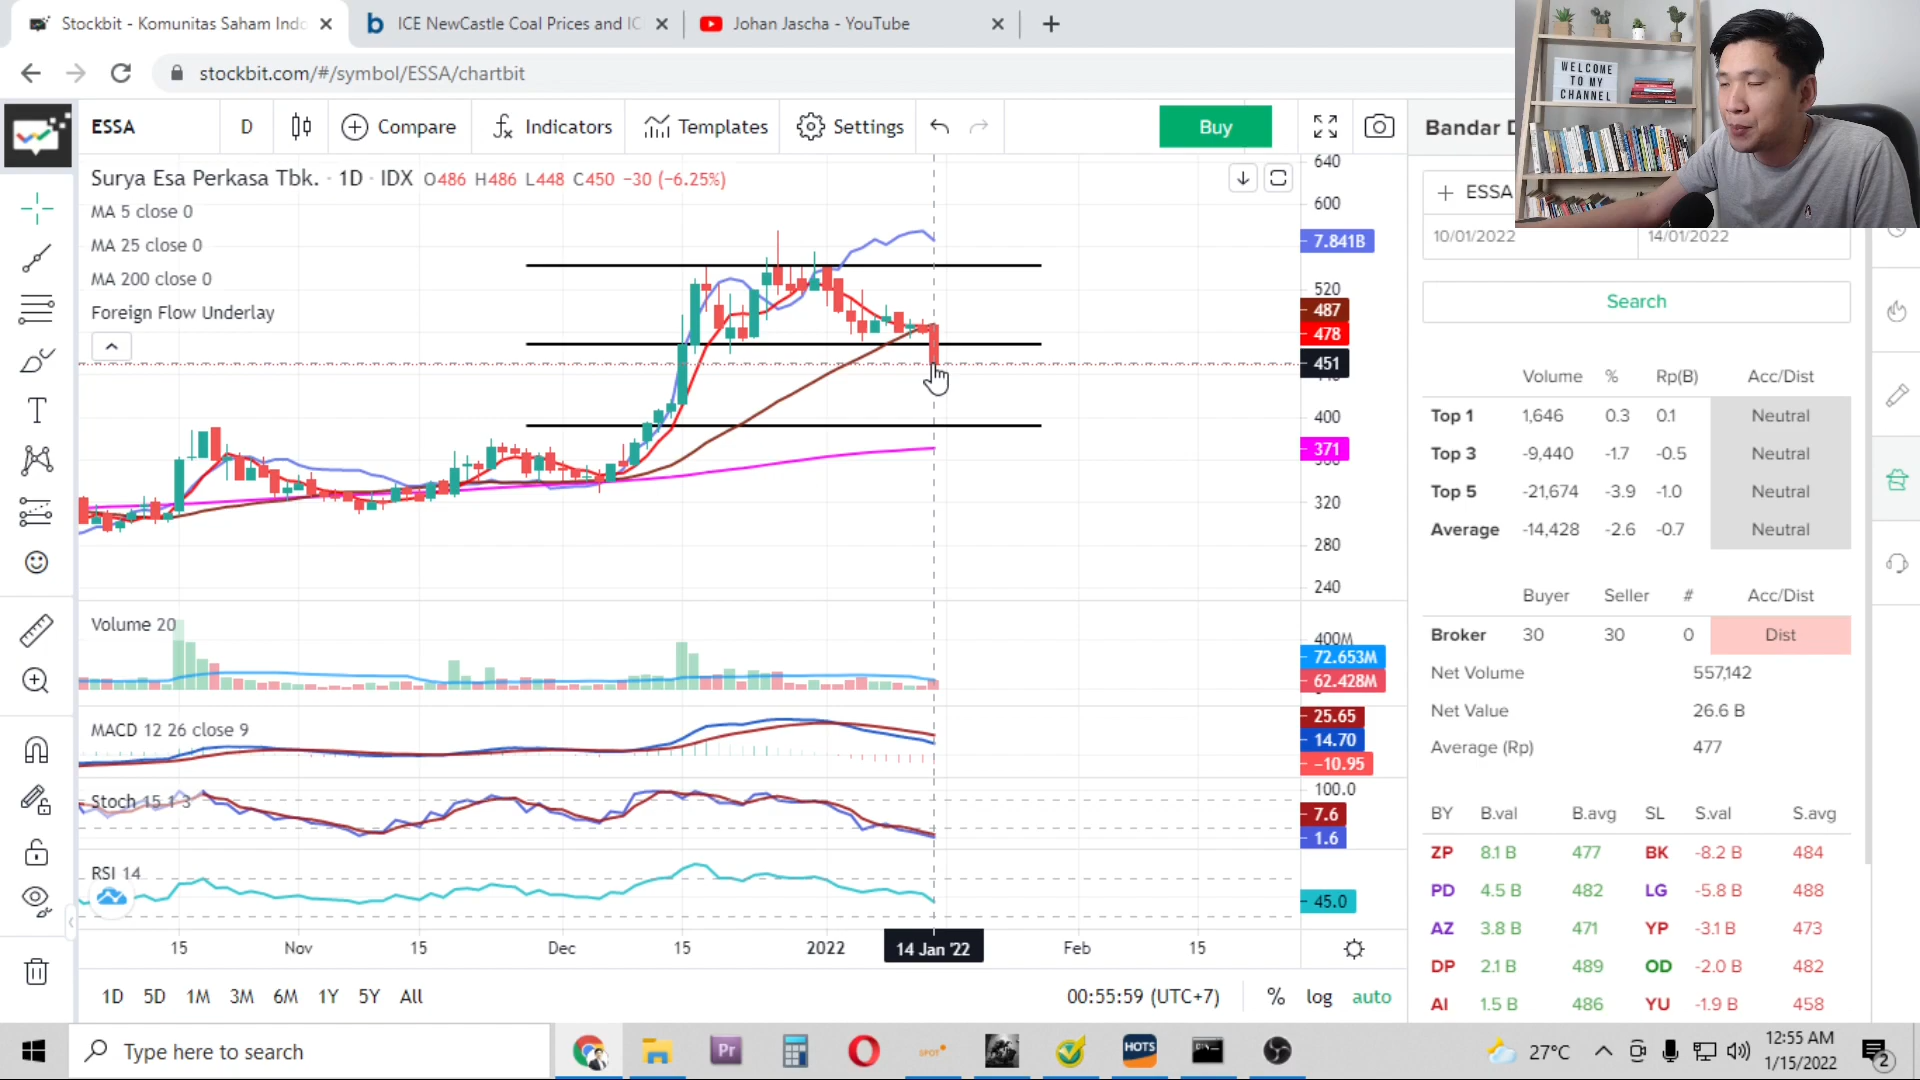 Stockbit - Komunitas Saham Indo
ICE NewCastle Coal Prices and IC
Johan Jascha - YouTube
stockbit.com/#/symbol/ESSA/chartbit
WELCOME
TO MY
CHANNEL
ESSA
D
Compare
Indicators
Templates
Settings
Buy
Bandar D
Surya Esa Perkasa Tbk. · 1D · IDX O486 H486 L448 C450 −30 (−6.25%)
MA 5 close 0
MA 25 close 0
MA 200 close 0
Foreign Flow Underlay
640
600
7.841B
520
487
478
451
400
371
320
280
240
Volume 20
400M
72.653M
62.428M
MACD 12 26 close 9
25.65
14.70
−10.95
Stoch 15 1 3
100.0
7.6
1.6
RSI 14
45.0
15
Nov
15
Dec
15
2022
14 Jan '22
Feb
15
1D 5D 1M 3M 6M 1Y 5Y All
00:55:59 (UTC+7)
% log auto
ESSA
10/01/2022
14/01/2022
Search
Volume % Rp(B) Acc/Dist
Top 1 1,646 0.3 0.1 Neutral
Top 3 -9,440 -1.7 -0.5 Neutral
Top 5 -21,674 -3.9 -1.0 Neutral
Average -14,428 -2.6 -0.7 Neutral
Buyer Seller # Acc/Dist
Broker 30 30 0 Dist
Net Volume 557,142
Net Value 26.6 B
Average (Rp) 477
BY B.val B.avg SL S.val S.avg
ZP 8.1 B 477 BK -8.2 B 484
PD 4.5 B 482 LG -5.8 B 488
AZ 3.8 B 471 YP -3.1 B 473
DP 2.1 B 489 OD -2.0 B 482
AI 1.5 B 486 YU -1.9 B 458
Type here to search
Pr
SPOT
HOTS
27°C
12:55 AM
1/15/2022
2